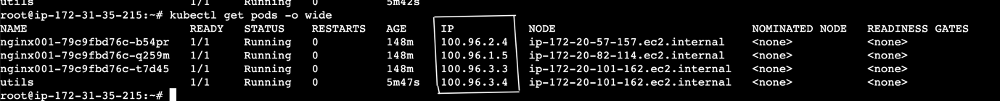 utils 1/1 Running 0 5m42s
root@ip-172-31-35-215:~# kubectl get pods -o wide
NAME READY STATUS RESTARTS AGE IP NODE NOMINATED NODE READINESS GATES
nginx001-79c9fbd76c-b54pr 1/1 Running 0 148m 100.96.2.4 ip-172-20-57-157.ec2.internal <none> <none>
nginx001-79c9fbd76c-q259m 1/1 Running 0 148m 100.96.1.5 ip-172-20-82-114.ec2.internal <none> <none>
nginx001-79c9fbd76c-t7d45 1/1 Running 0 148m 100.96.3.3 ip-172-20-101-162.ec2.internal <none> <none>
utils 1/1 Running 0 5m47s 100.96.3.4 ip-172-20-101-162.ec2.internal <none> <none>
root@ip-172-31-35-215:~#